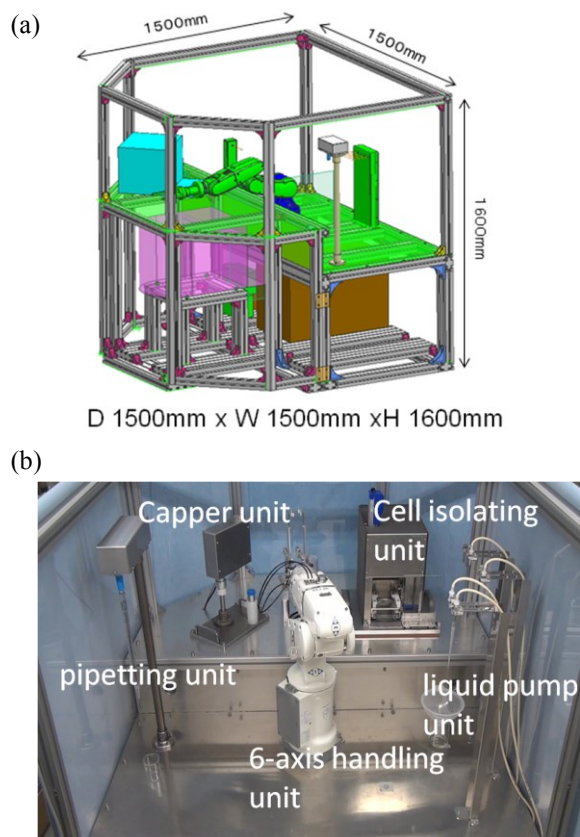 (a)
1500mm
1500mm
1600mm
D 1500mm x W 1500mm xH 1600mm
(b)
Capper unit
Cell isolating
unit
pipetting unit
liquid pump
unit
6-axis handling
unit